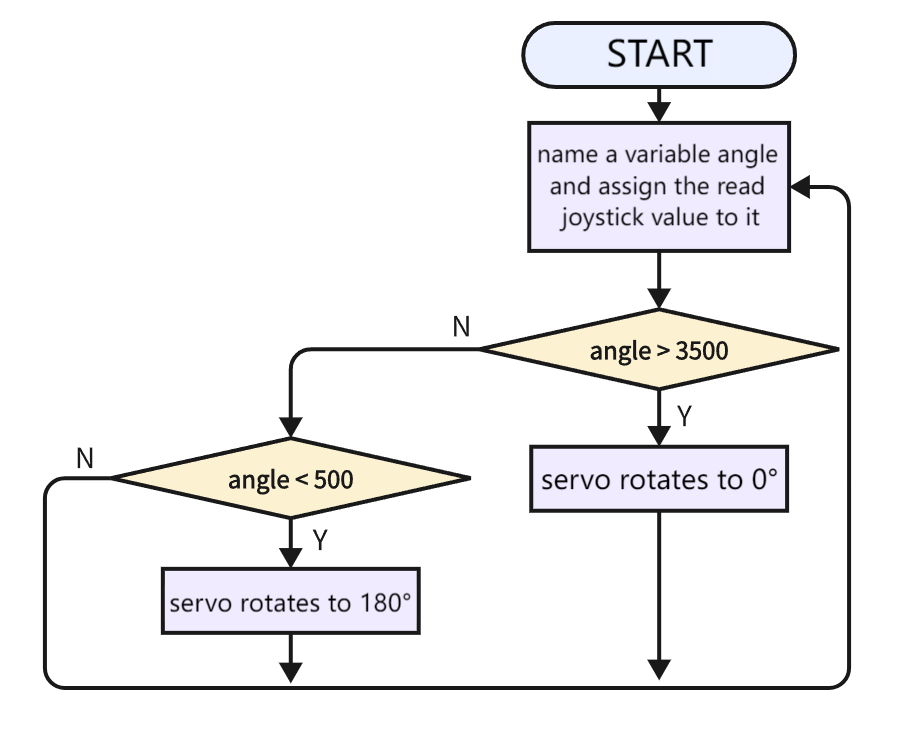 START
name a variable angle
and assign the read
joystick value to it
N
angle > 3500
Y
servo rotates to 0°
N
angle < 500
Y
servo rotates to 180°